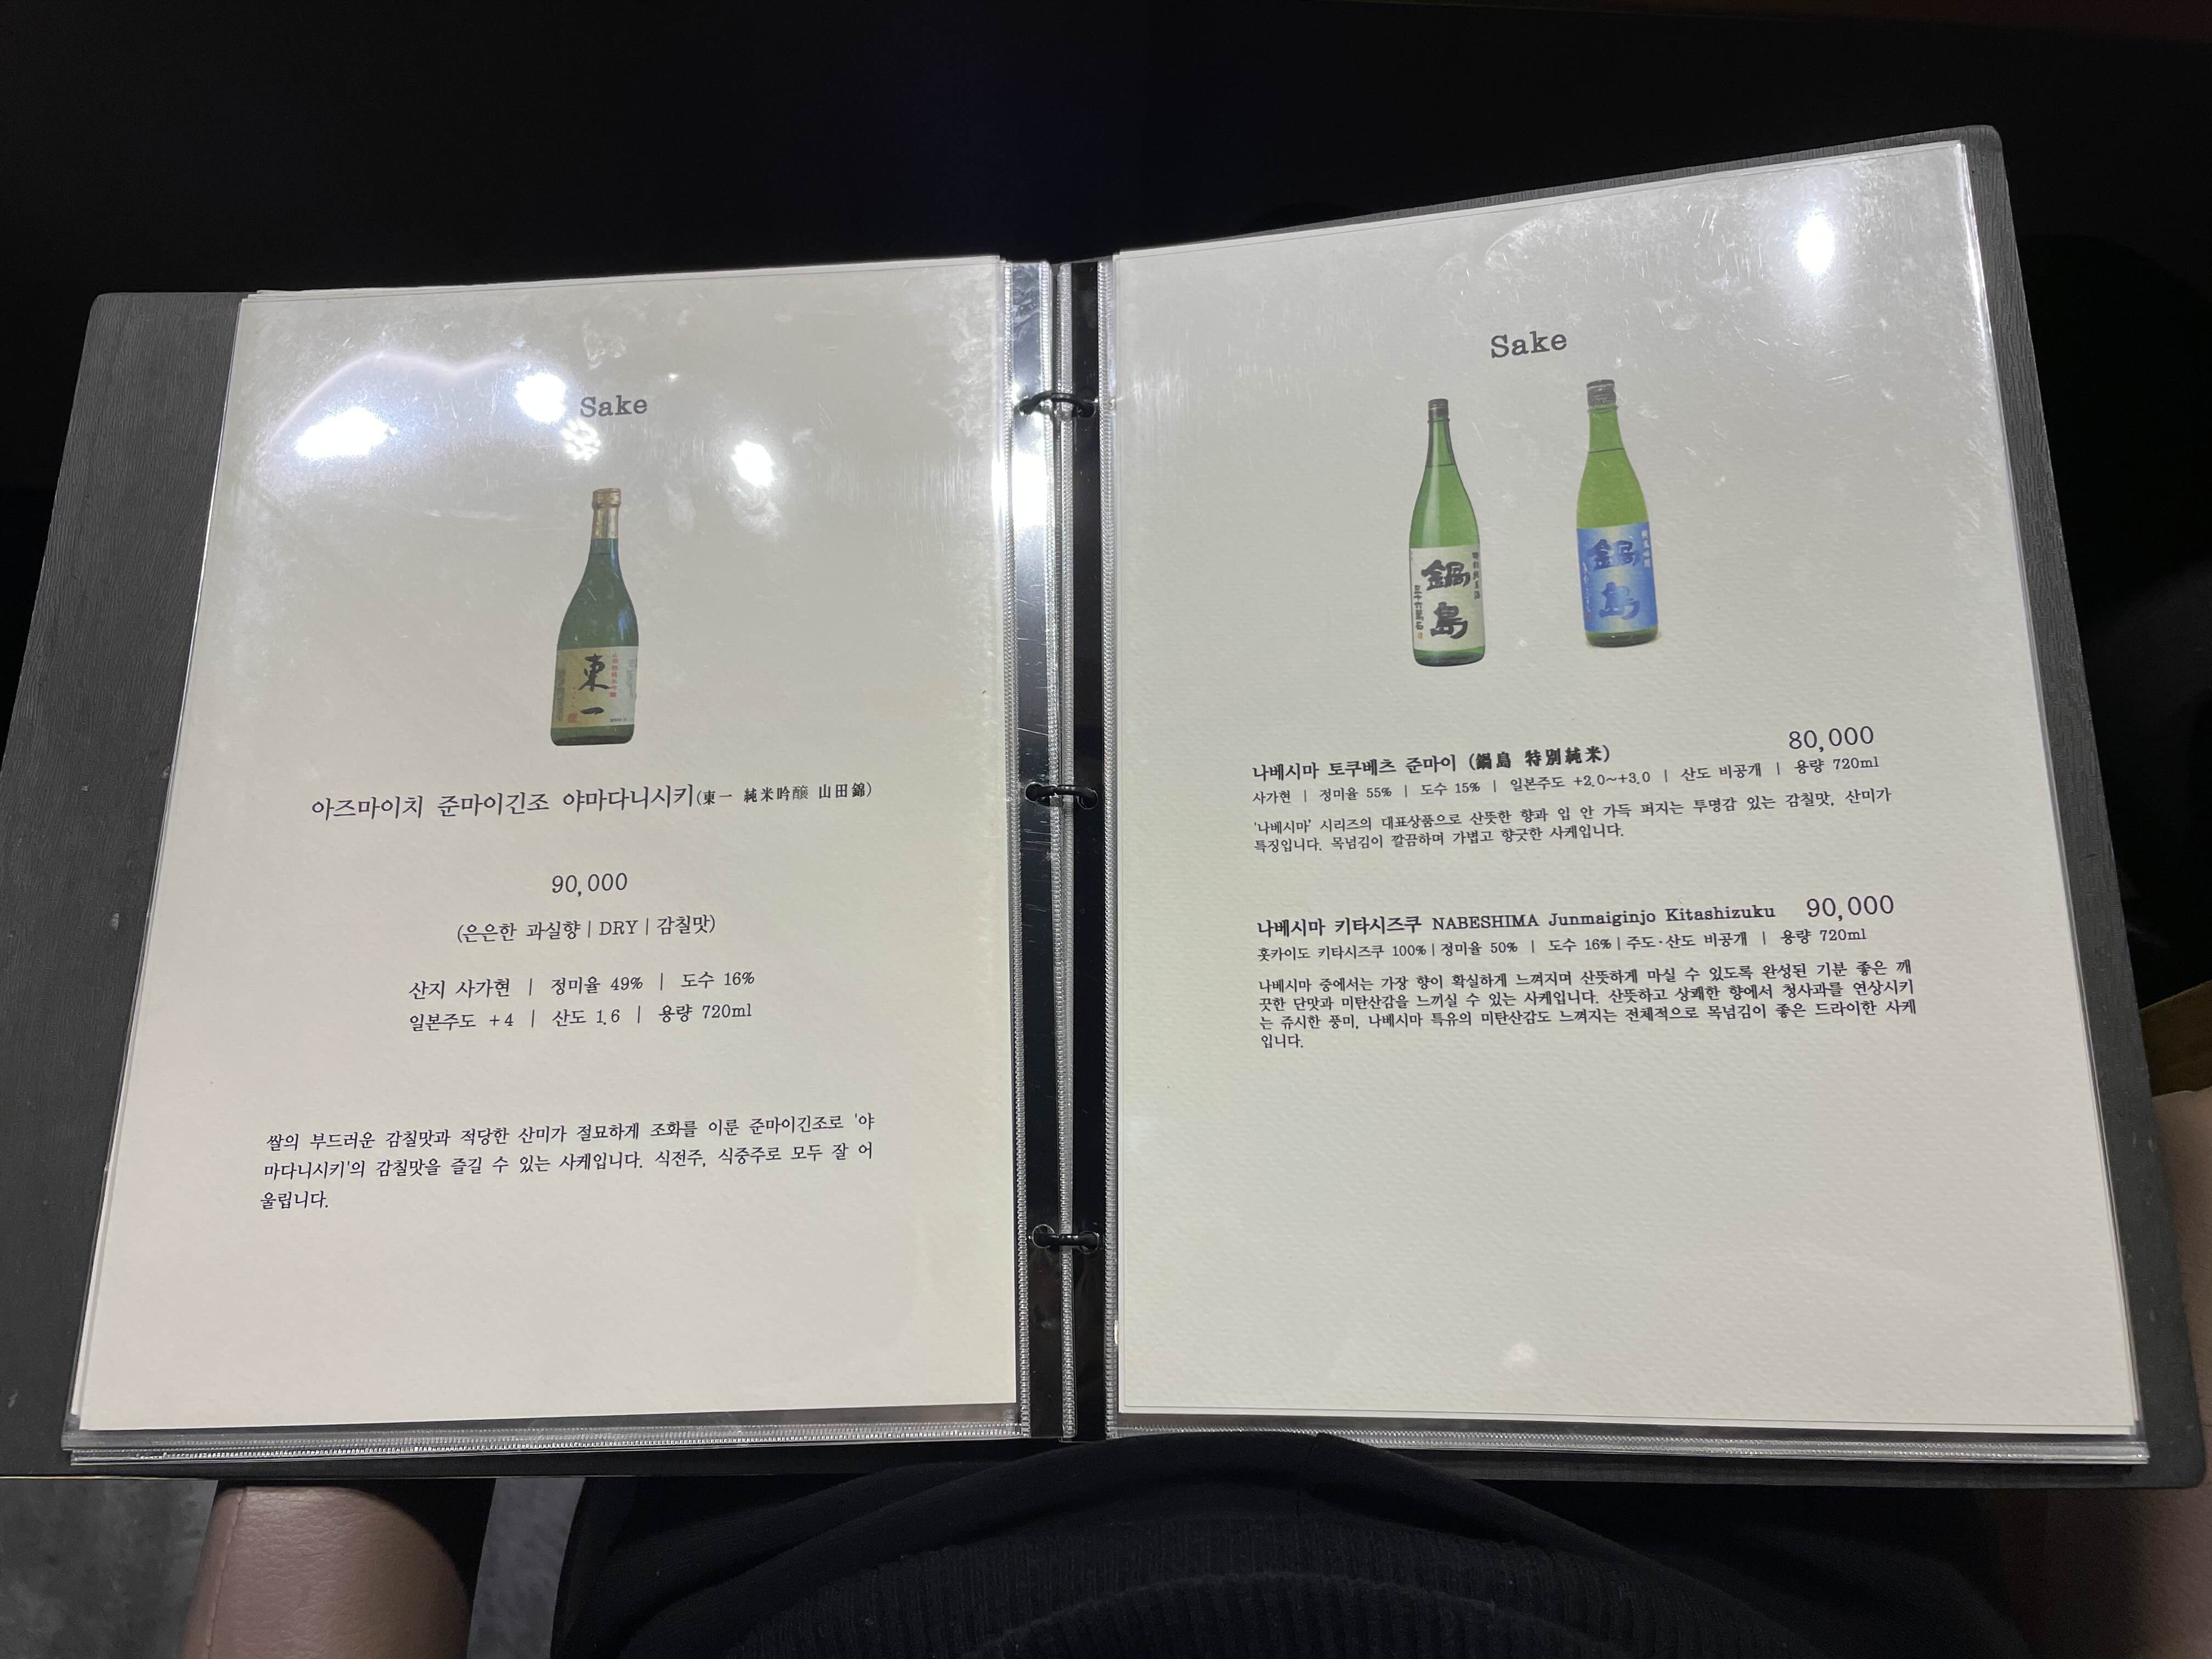 Sake
東一
아즈마이치 준마이긴조 야마다니시키(東一 純米吟醸 山田錦)
90,000
(은은한 과실향 | DRY | 감칠맛)
산지 사가현 | 정미율 49% | 도수 16%
일본주도 +4 | 산도 1.6 | 용량 720ml
쌀의 부드러운 감칠맛과 적당한 산미가 절묘하게 조화를 이룬 준마이긴조로 '야
마다니시키'의 감칠맛을 즐길 수 있는 사케입니다. 식전주, 식중주로 모두 잘 어
울립니다.
Sake
鍋島
特別純米酒
鍋島
나베시마 토쿠베츠 준마이 (鍋島 特別純米) 80,000
사가현 | 정미율 55% | 도수 15% | 일본주도 +2.0~+3.0 | 산도 비공개 | 용량 720ml
'나베시마' 시리즈의 대표상품으로 산뜻한 향과 입 안 가득 퍼지는 투명감 있는 감칠맛, 산미가
특징입니다. 목넘김이 깔끔하며 가볍고 향긋한 사케입니다.
나베시마 키타시즈쿠 NABESHIMA Junmaiginjo Kitashizuku 90,000
홋카이도 키타시즈쿠 100% | 정미율 50% | 도수 16% | 주도·산도 비공개 | 용량 720ml
나베시마 중에서는 가장 향이 확실하게 느껴지며 산뜻하게 마실 수 있도록 완성된 기분 좋은 깨
끗한 단맛과 미탄산감을 느끼실 수 있는 사케입니다. 산뜻하고 상쾌한 향에서 청사과를 연상시키
는 쥬시한 풍미, 나베시마 특유의 미탄산감도 느껴지는 전체적으로 목넘김이 좋은 드라이한 사케
입니다.